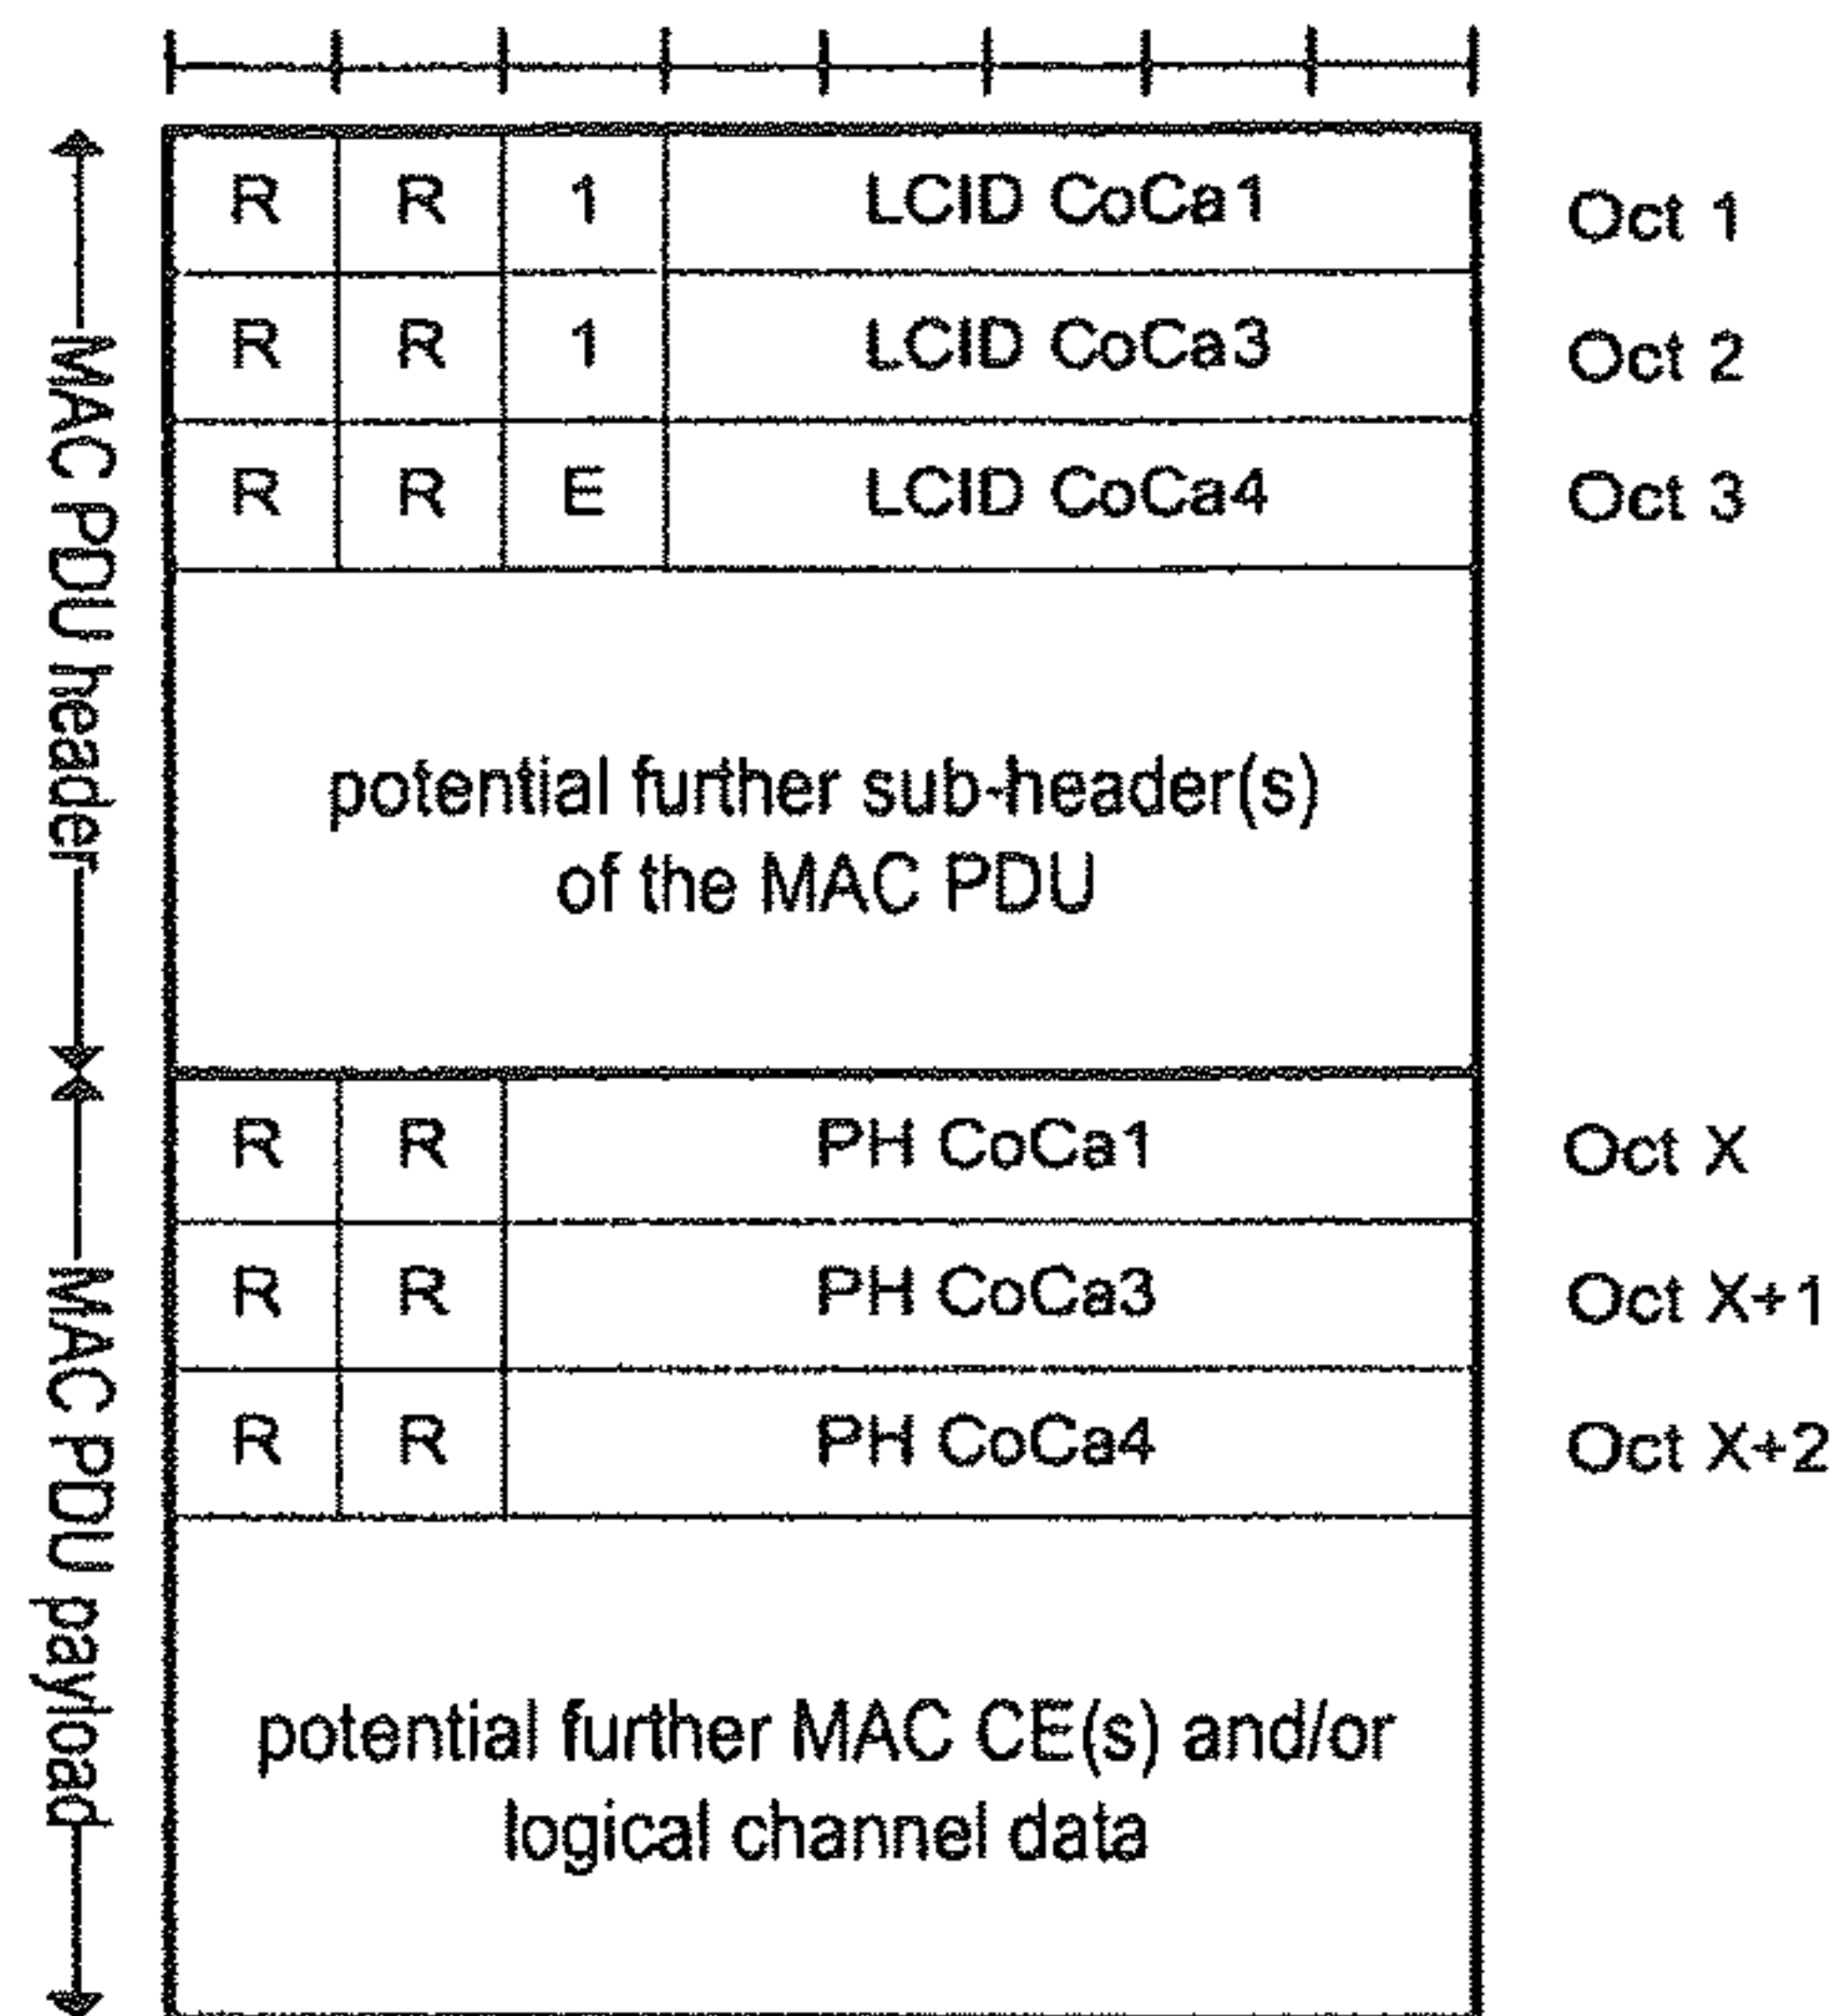 R R 1 LCID CoCa1 Oct 1
R R 1 LCID CoCa3 Oct 2
R R E LCID CoCa4 Oct 3
MAC PDU header
potential further sub-header(s)
of the MAC PDU
R R PH CoCa1 Oct X
R R PH CoCa3 Oct X+1
R R PH CoCa4 Oct X+2
MAC PDU payload
potential further MAC CE(s) and/or
logical channel data